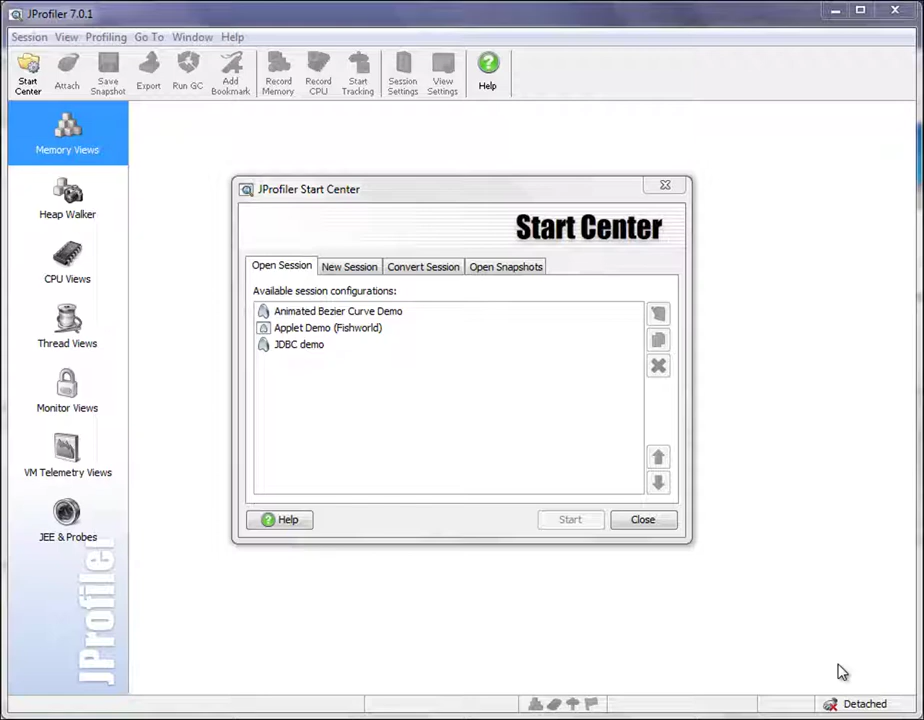 JProfiler 7.0.1
Session View Profiling Go To Window Help
Start Center
Attach
Save Snapshot
Export
Run GC
Add Bookmark
Record Memory
Record CPU
Start Tracking
Session Settings
View Settings
Help
Memory Views
Heap Walker
CPU Views
Thread Views
Monitor Views
VM Telemetry Views
JEE & Probes
JProfiler
JProfiler Start Center
Start Center
Open Session New Session Convert Session Open Snapshots
Available session configurations:
Animated Bezier Curve Demo
Applet Demo (Fishworld)
JDBC demo
Help Start Close
Detached